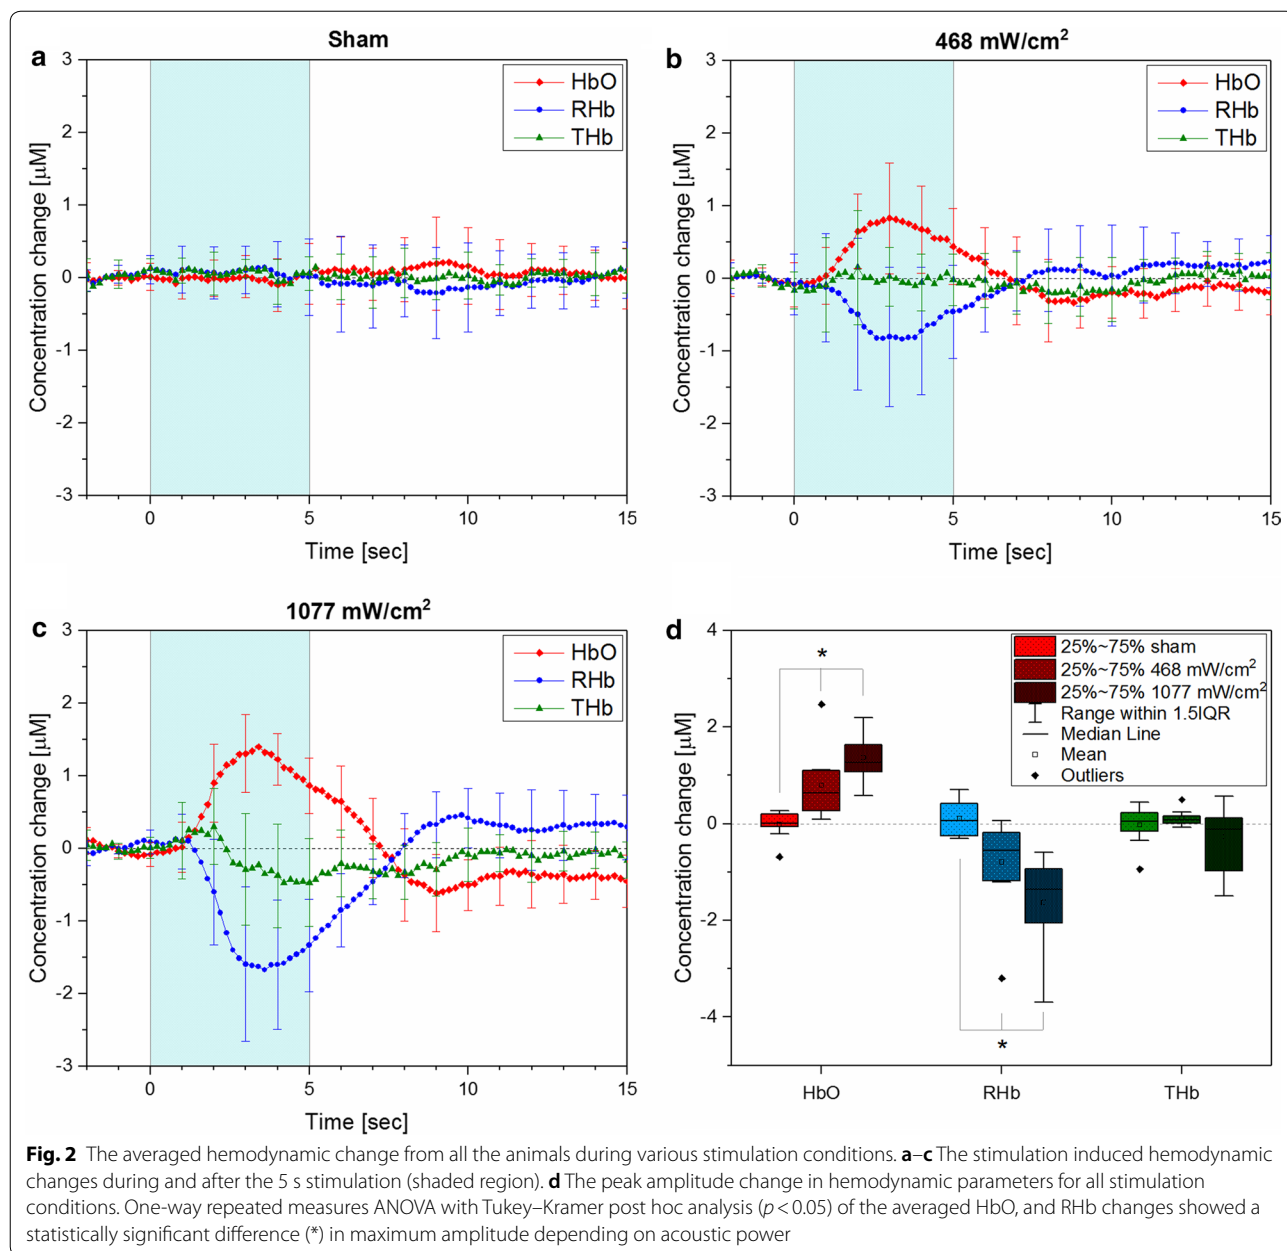 a
Sham
3
2
1
0
-1
-2
-3
Concentration change [μM]
HbO
RHb
THb
0
5
10
15
Time [sec]
b
468 mW/cm²
3
2
1
0
-1
-2
-3
Concentration change [μM]
HbO
RHb
THb
0
5
10
15
Time [sec]
c
1077 mW/cm²
3
2
1
0
-1
-2
-3
Concentration change [μM]
HbO
RHb
THb
0
5
10
15
Time [sec]
d
4
2
0
-2
-4
Concentration change [μM]
*
*
25%~75% sham
25%~75% 468 mW/cm²
25%~75% 1077 mW/cm²
Range within 1.5IQR
Median Line
Mean
Outliers
HbO
RHb
THb
Fig. 2 The averaged hemodynamic change from all the animals during various stimulation conditions. a–c The stimulation induced hemodynamic
changes during and after the 5 s stimulation (shaded region). d The peak amplitude change in hemodynamic parameters for all stimulation
conditions. One-way repeated measures ANOVA with Tukey–Kramer post hoc analysis (p < 0.05) of the averaged HbO, and RHb changes showed a
statistically significant difference (*) in maximum amplitude depending on acoustic power